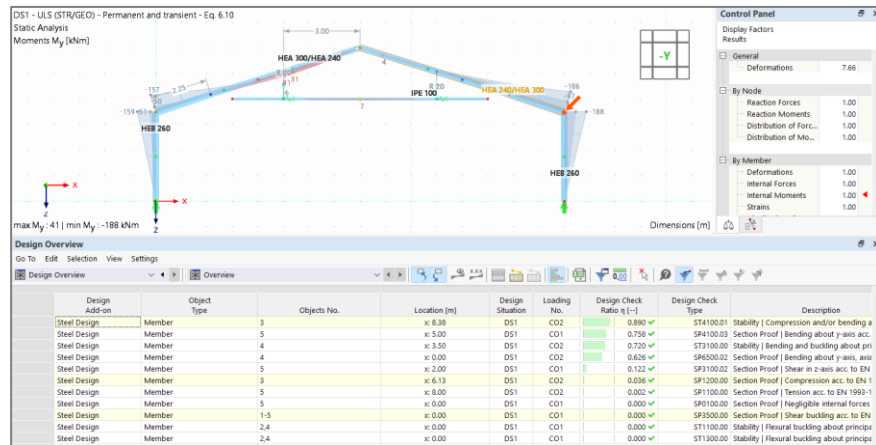 DS1 - ULS (STR/GEO) - Permanent and transient - Eq. 6.10
Static Analysis
Moments My [kNm]
3.00
HEA 300/HEA 240
4
-157
2.25
R 20
41
31
6
IPE 100
R 20
HEA 240/HEA 300
-186
-159
-188
7
HEB 260
HEB 260
-Y
X
Z
X
Z
max My : 41 | min My : -188 kNm
Dimensions [m]
Control Panel
Display Factors
Results
General
Deformations 7.66
By Node
Reaction Forces 1.00
Reaction Moments 1.00
Distribution of Forc... 1.00
Distribution of Mo... 1.00
By Member
Deformations 1.00
Internal Forces 1.00
Internal Moments 1.00
Strains 1.00
Design Overview
Go To Edit Selection View Settings
Design Overview
Overview
Design Add-on Object Type Objects No. Location [m] Design Situation Loading No. Design Check Ratio η [--] Design Check Type Description
Steel Design Member 3 x: 8.38 DS1 CO2 0.890 ✓ ST4100.01 Stability | Compression and/or bending a
Steel Design Member 5 x: 5.00 DS1 CO1 0.758 ✓ SP4100.03 Section Proof | Bending about y-axis acc.
Steel Design Member 4 x: 3.50 DS1 CO2 0.720 ✓ ST3100.00 Stability | Bending and buckling about pri
Steel Design Member 4 x: 0.00 DS1 CO2 0.626 ✓ SP6500.02 Section Proof | Bending about y-axis, axia
Steel Design Member 5 x: 2.00 DS1 CO1 0.122 ✓ SP3100.02 Section Proof | Shear in z-axis acc. to EN
Steel Design Member 3 x: 6.13 DS1 CO2 0.036 ✓ SP1200.00 Section Proof | Compression acc. to EN 1
Steel Design Member 5 x: 8.00 DS1 CO2 0.002 ✓ SP1100.00 Section Proof | Tension acc. to EN 1993-1
Steel Design Member 5 x: 0.00 DS1 CO1 0.000 ✓ SP0100.00 Section Proof | Negligible internal forces
Steel Design Member 1-5 x: 0.00 DS1 CO1 0.000 ✓ SP3500.00 Section Proof | Shear buckling acc. to EN
Steel Design Member 2,4 x: 0.00 DS1 CO1 0.000 ✓ ST1100.00 Stability | Flexural buckling about principa
Steel Design Member 2,4 x: 0.00 DS1 CO1 0.000 ✓ ST1300.00 Stability | Flexural buckling about principa